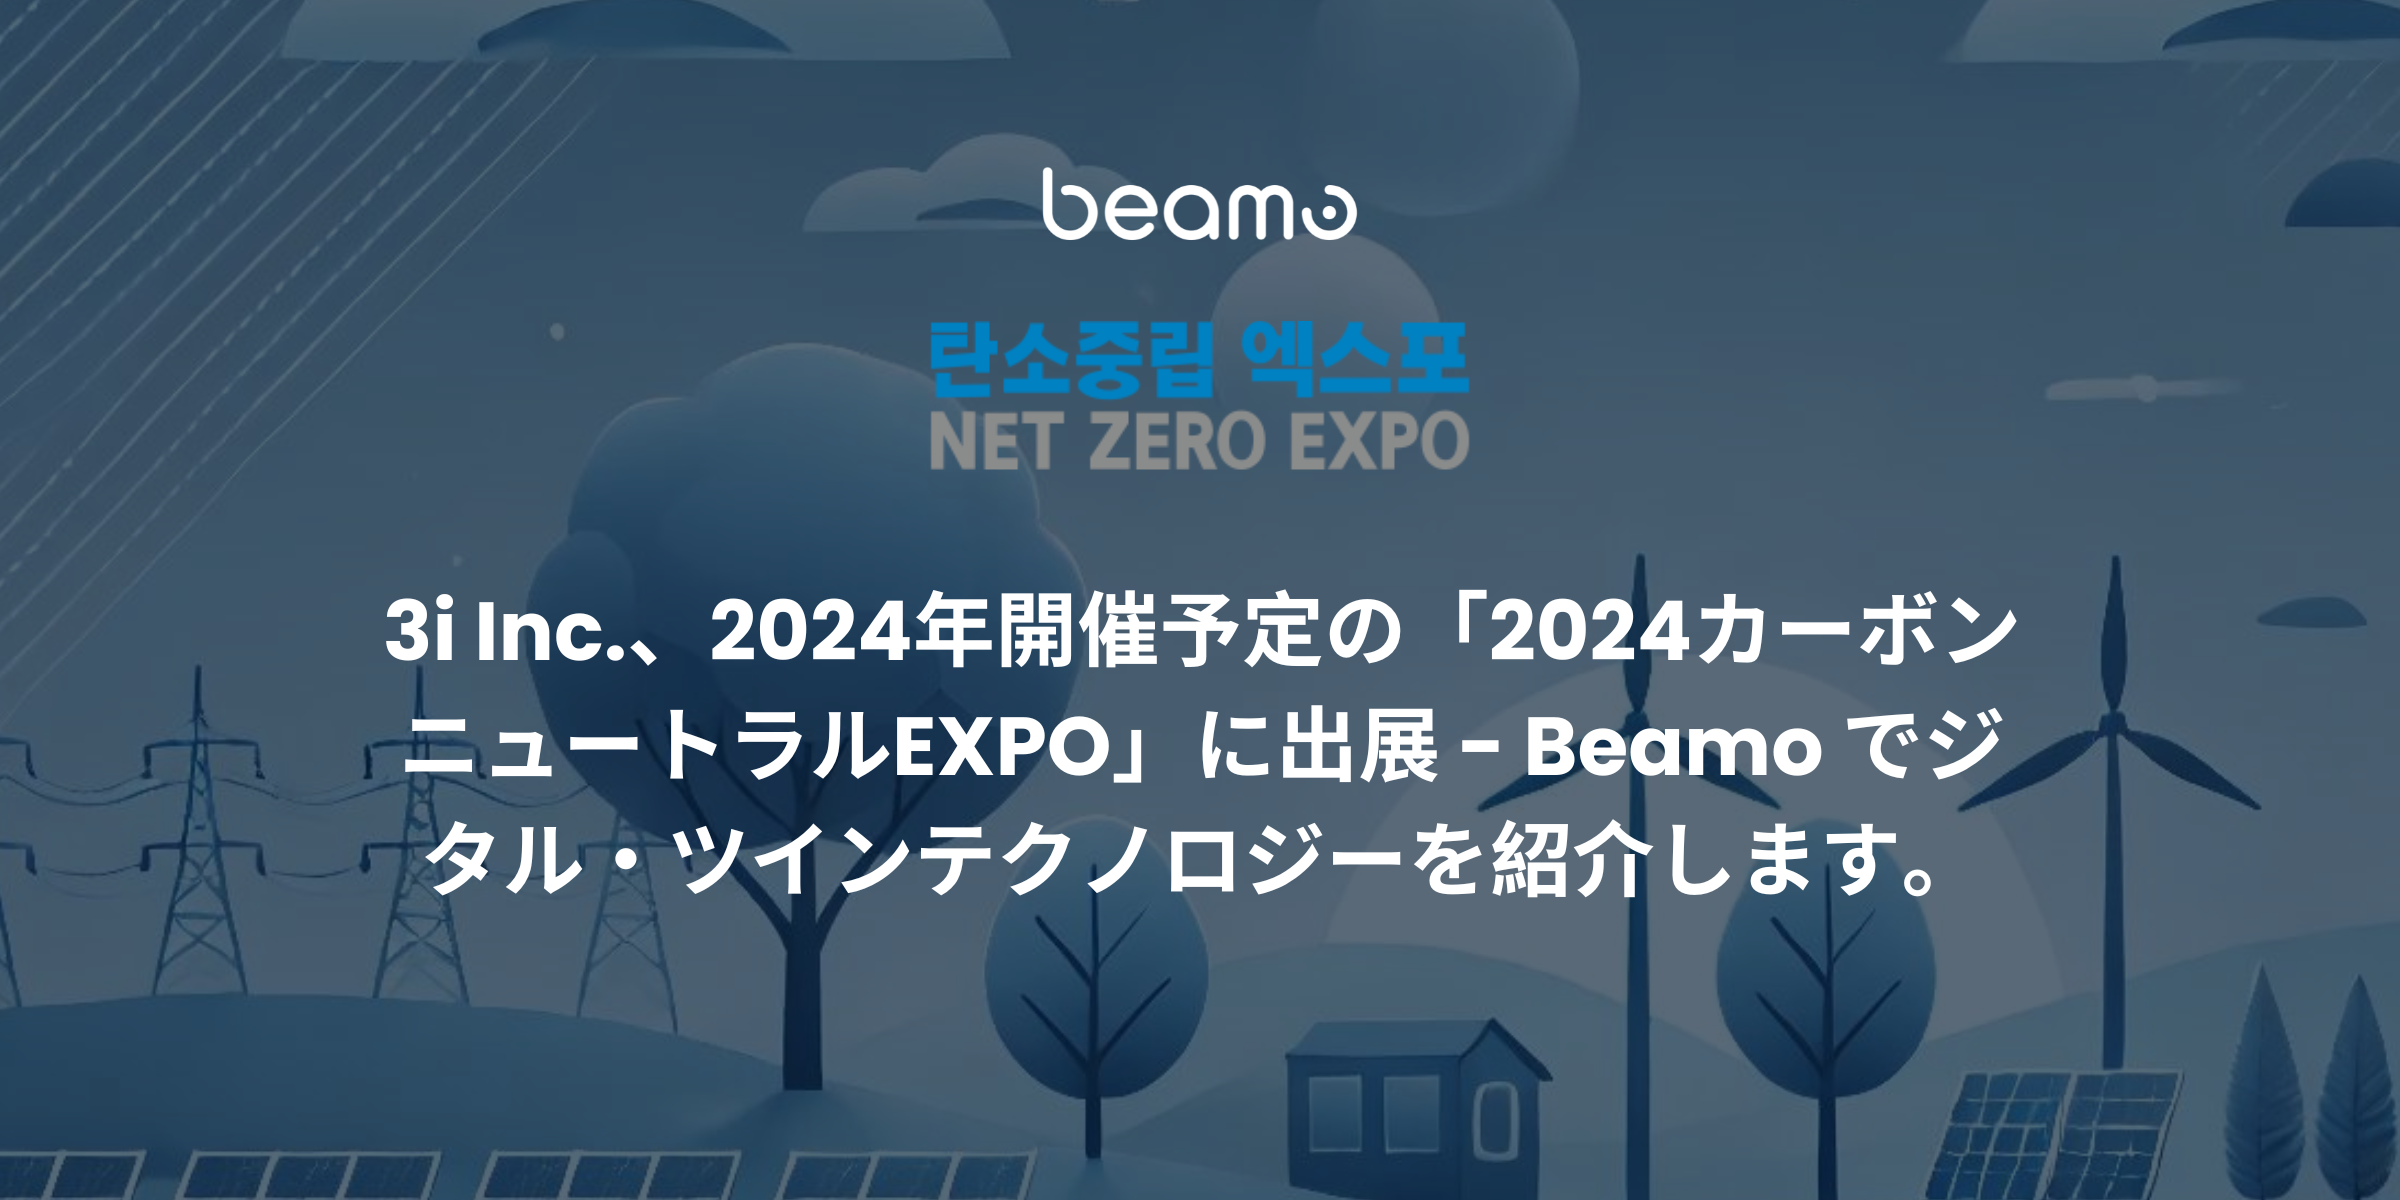 beamo
탄소중립 엑스포
NET ZERO EXPO
3i Inc.、2024年開催予定の「2024カーボン
ニュートラルEXPO」に出展 – Beamo でジ
タル・ツインテクノロジーを紹介します。